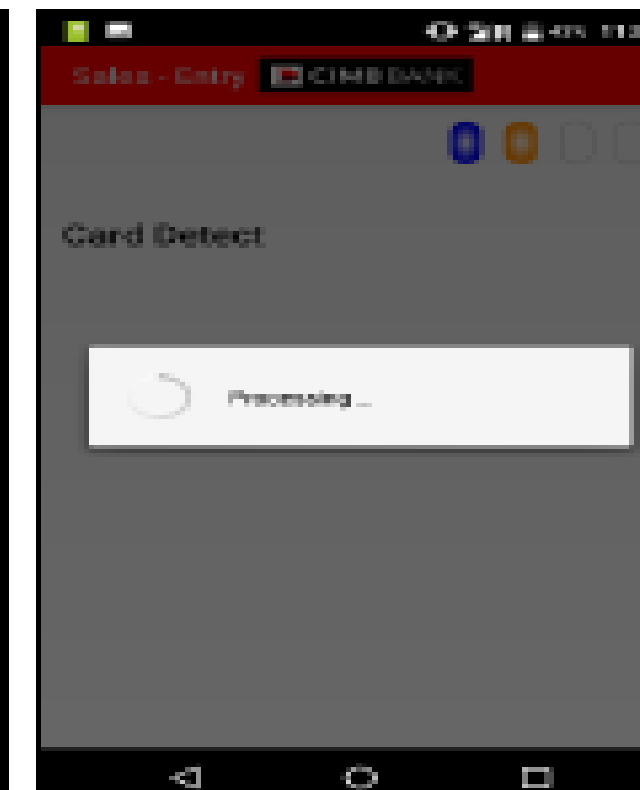 Sales - Entry CIMB BANK
Card Detect
Processing ...